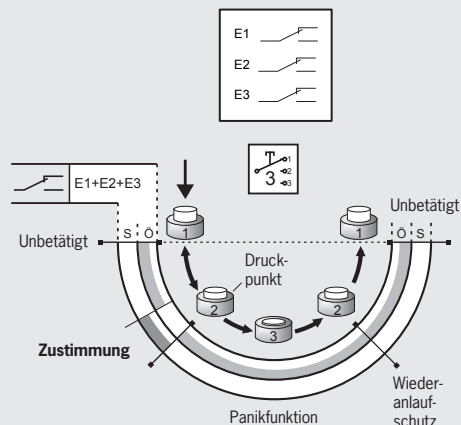 E1
E2
E3
1
2
3
3
E1+E2+E3
Unbetätigt
S Ö
1
1
Ö S
Unbetätigt
Druck-
punkt
2
2
3
Zustimmung
Wieder-
anlauf-
schutz
Panikfunktion